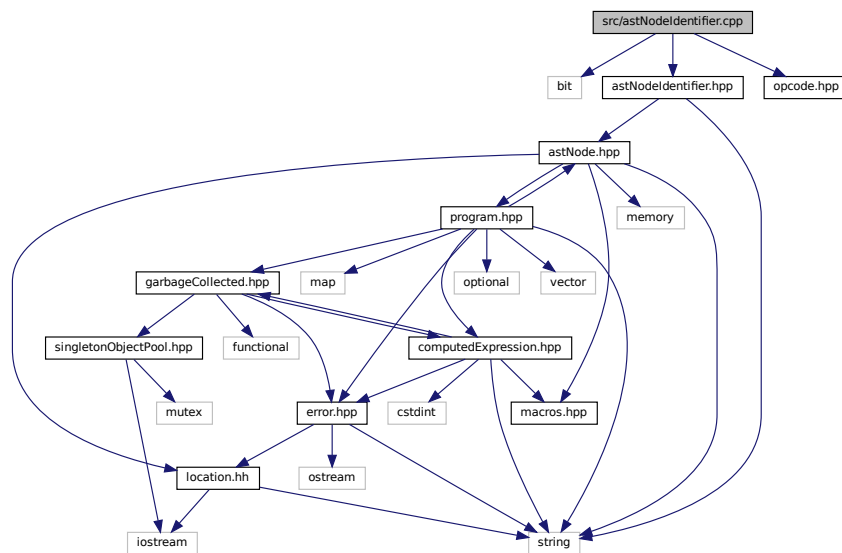 src/astNodeIdentifier.cpp
bit
astNodeIdentifier.hpp
opcode.hpp
astNode.hpp
program.hpp
memory
garbageCollected.hpp
map
optional
vector
singletonObjectPool.hpp
functional
computedExpression.hpp
mutex
error.hpp
cstdint
macros.hpp
location.hh
ostream
iostream
string